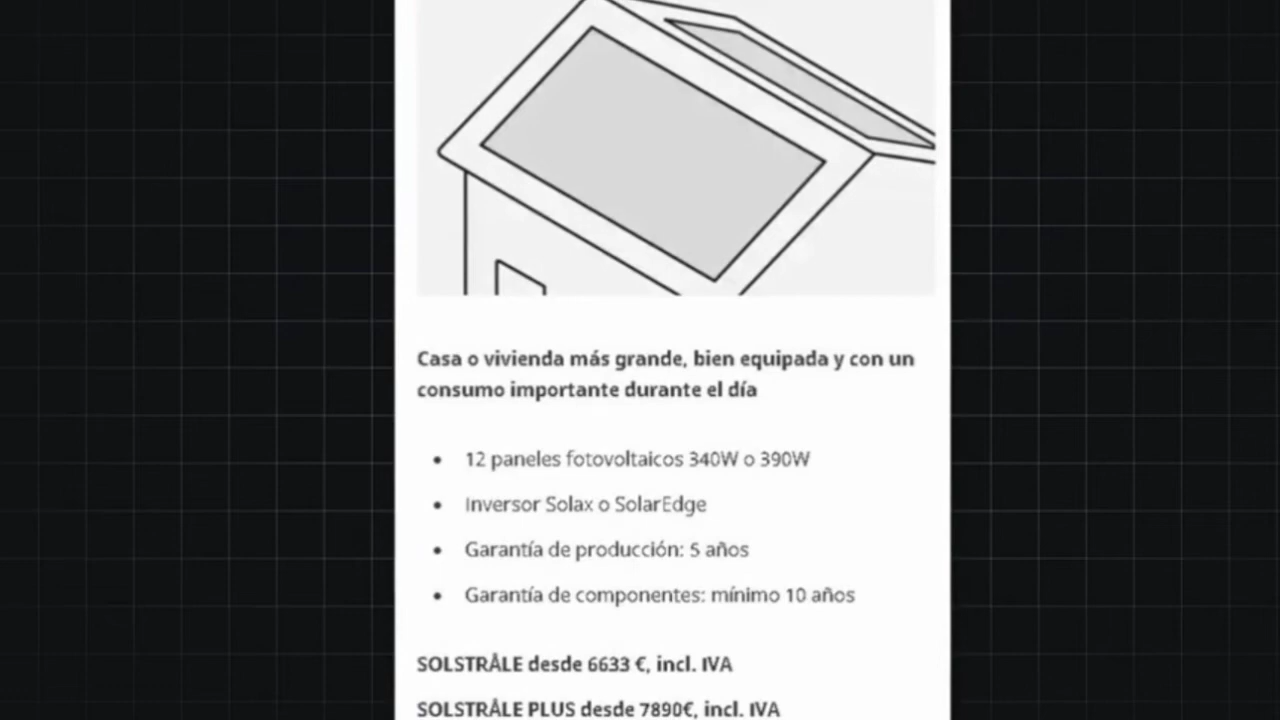 Casa o vivienda más grande, bien equipada y con un
consumo importante durante el día
• 12 paneles fotovoltaicos 340W o 390W
• Inversor Solax o SolarEdge
• Garantía de producción: 5 años
• Garantía de componentes: mínimo 10 años
SOLSTRÅLE desde 6633 €, incl. IVA
SOLSTRÅLE PLUS desde 7890€, incl. IVA